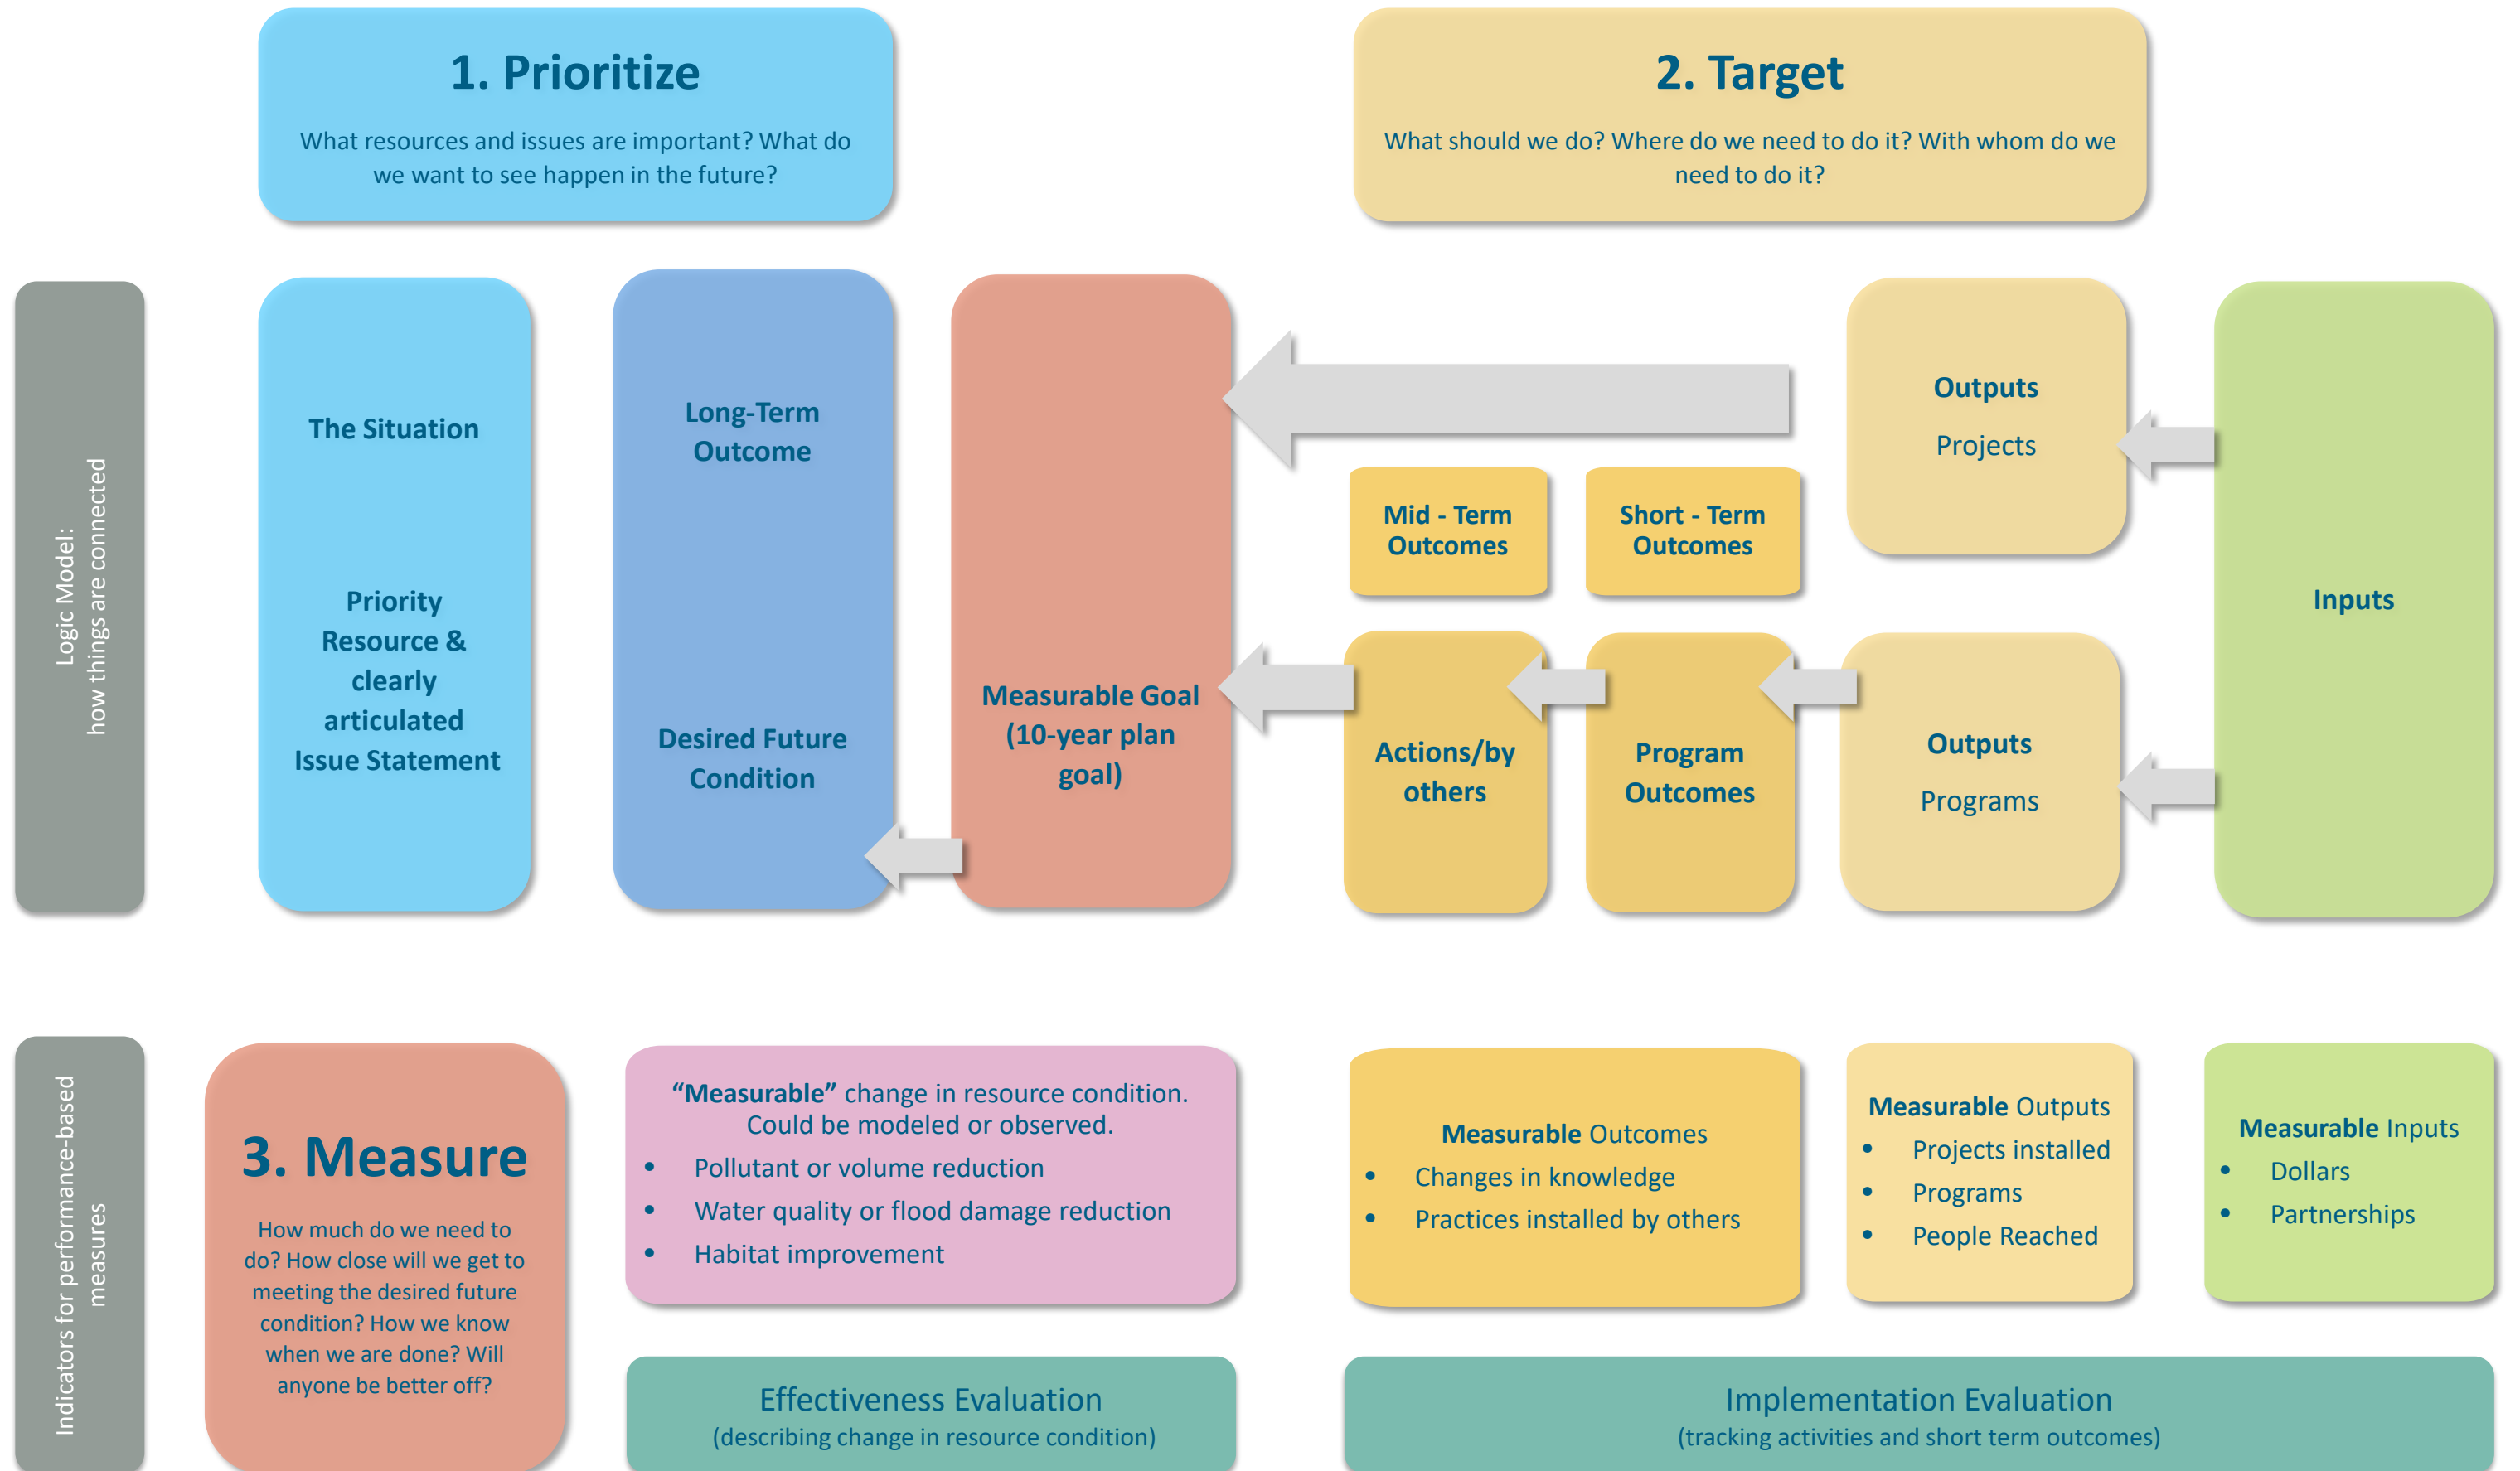 1. Prioritize
What resources and issues are important? What do
we want to see happen in the future?
2. Target
What should we do? Where do we need to do it? With whom do we
need to do it?
Logic Model:
how things are connected
The Situation
Priority
Resource &
clearly
articulated
Issue Statement
Long-Term
Outcome
Desired Future
Condition
Measurable Goal
(10-year plan
goal)
Mid - Term
Outcomes
Short - Term
Outcomes
Actions/by
others
Program
Outcomes
Outputs
Projects
Outputs
Programs
Inputs
Indicators for performance-based
measures
3. Measure
How much do we need to
do? How close will we get to
meeting the desired future
condition? How we know
when we are done? Will
anyone be better off?
“Measurable” change in resource condition.
Could be modeled or observed.
• Pollutant or volume reduction
• Water quality or flood damage reduction
• Habitat improvement
Measurable Outcomes
• Changes in knowledge
• Practices installed by others
Measurable Outputs
• Projects installed
• Programs
• People Reached
Measurable Inputs
• Dollars
• Partnerships
Effectiveness Evaluation
(describing change in resource condition)
Implementation Evaluation
(tracking activities and short term outcomes)